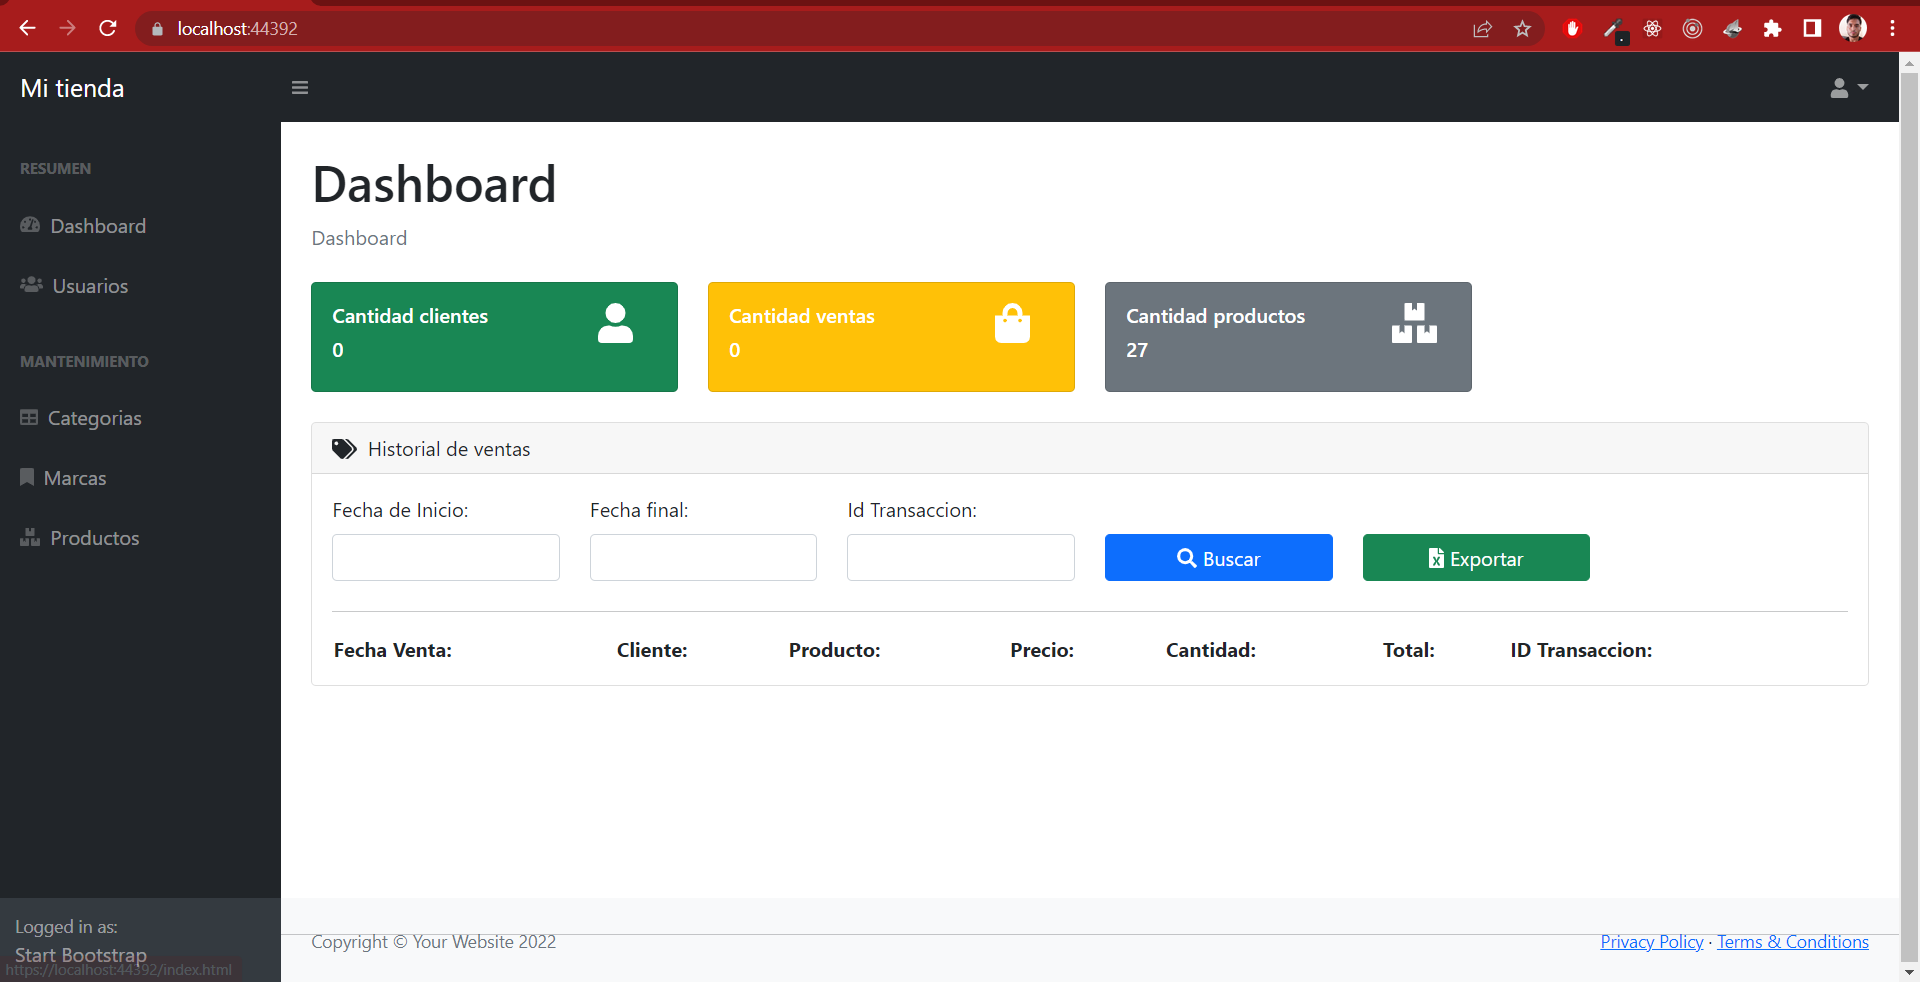 localhost:44392
Mi tienda
RESUMEN
Dashboard
Usuarios
MANTENIMIENTO
Categorias
Marcas
Productos
Logged in as:
Start Bootstrap
https://localhost:44392/index.html
Dashboard
Dashboard
Cantidad clientes
0
Cantidad ventas
0
Cantidad productos
27
Historial de ventas
Fecha de Inicio: Fecha final: Id Transaccion:
Buscar Exportar
Fecha Venta: Cliente: Producto: Precio: Cantidad: Total: ID Transaccion:
Copyright © Your Website 2022 Privacy Policy · Terms & Conditions